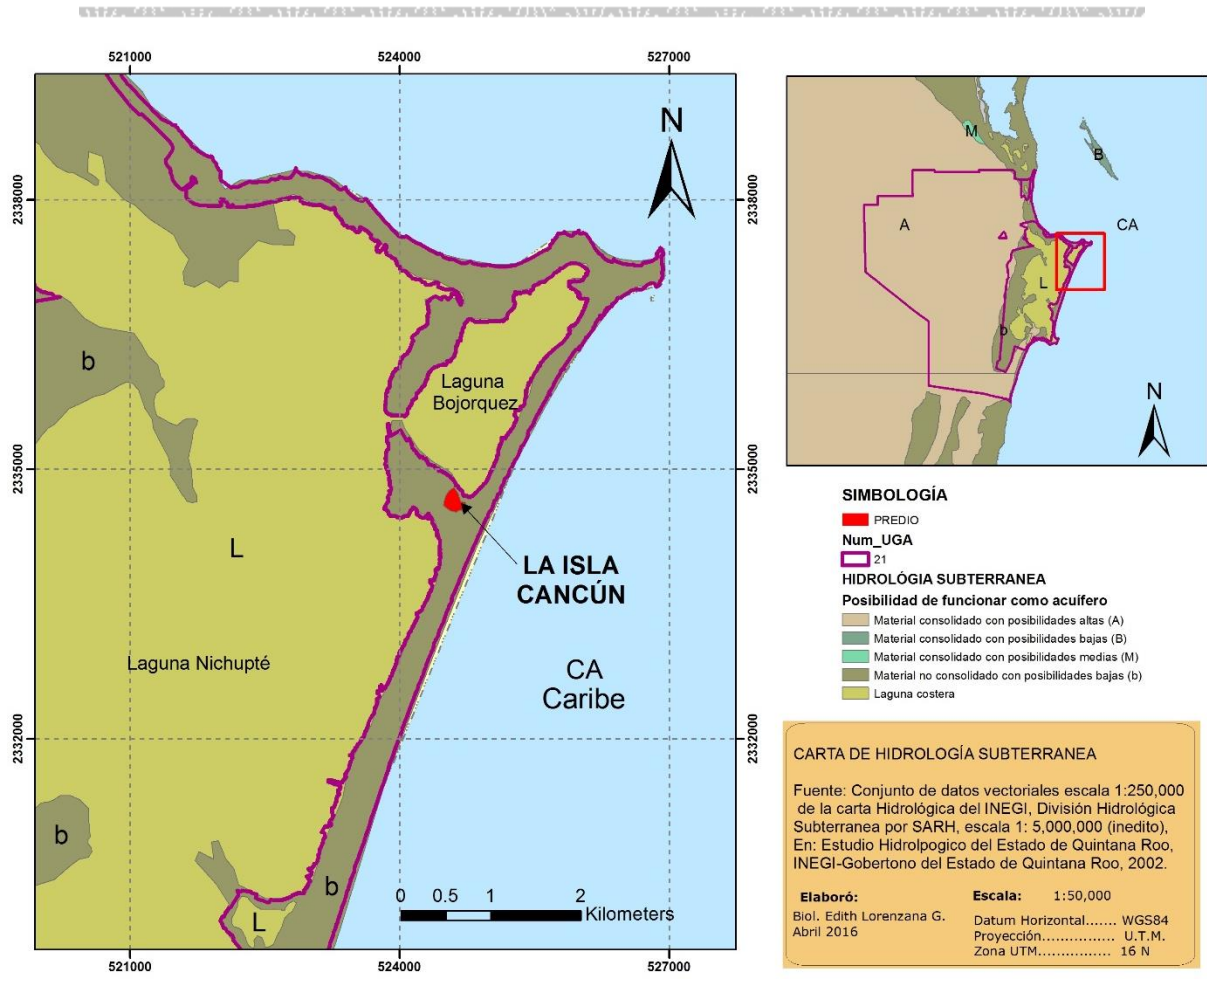 521000
524000
527000
2338000
2338000
N
b
Laguna
Bojorquez
2335000
2335000
L
LA ISLA
CANCÚN
Laguna Nichupté
CA
Caribe
2332000
2332000
b
b
L
0 0.5 1 2
Kilometers
521000
524000
527000
M
B
A
CA
L
b
N
SIMBOLOGÍA
PREDIO
Num_UGA
21
HIDROLÓGIA SUBTERRANEA
Posibilidad de funcionar como acuífero
Material consolidado con posibilidades altas (A)
Material consolidado con posibilidades bajas (B)
Material consolidado con posibilidades medias (M)
Material no consolidado con posibilidades bajas (b)
Laguna costera
CARTA DE HIDROLOGÍA SUBTERRANEA
Fuente: Conjunto de datos vectoriales escala 1:250,000
de la carta Hidrológica del INEGI, División Hidrológica
Subterranea por SARH, escala 1: 5,000,000 (inedito),
En: Estudio Hidrolpogico del Estado de Quintana Roo,
INEGI-Gobertono del Estado de Quintana Roo, 2002.
Elaboró:
Biol. Edith Lorenzana G.
Abril 2016
Escala: 1:50,000
Datum Horizontal....... WGS84
Proyección............... U.T.M.
Zona UTM................ 16 N